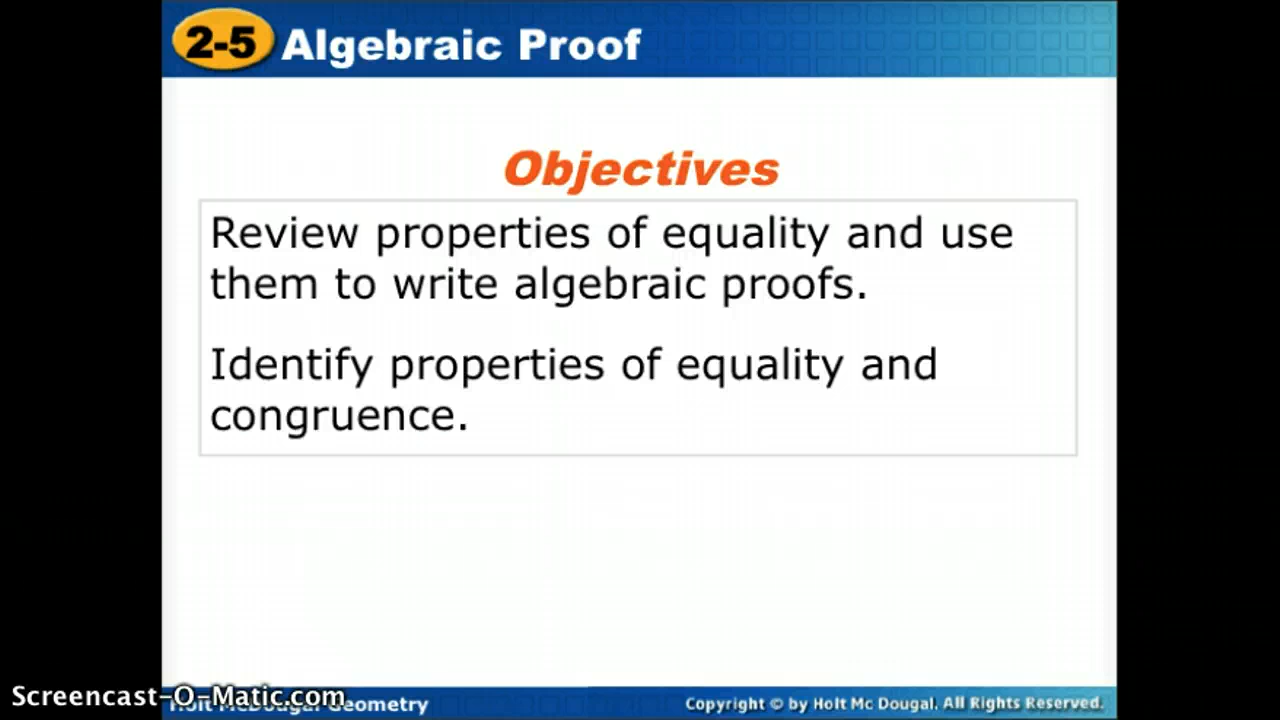 2-5 Algebraic Proof
Objectives
Review properties of equality and use
them to write algebraic proofs.
Identify properties of equality and
congruence.
Screencast-O-Matic.com
Holt McDougal Geometry
Copyright © by Holt Mc Dougal. All Rights Reserved.